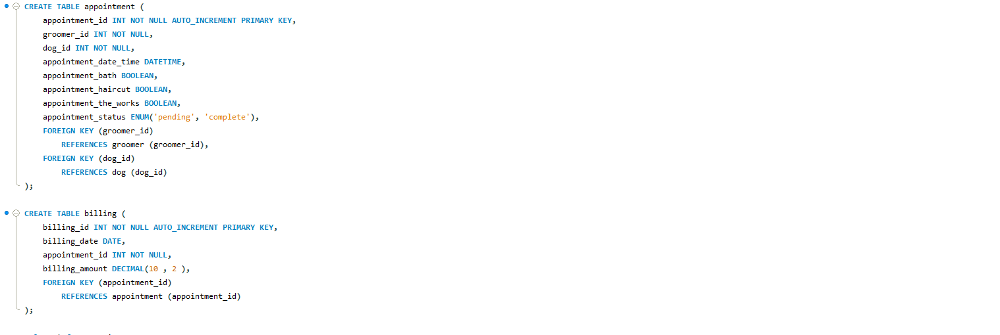 CREATE TABLE appointment (
    appointment_id INT NOT NULL AUTO_INCREMENT PRIMARY KEY,
    groomer_id INT NOT NULL,
    dog_id INT NOT NULL,
    appointment_date_time DATETIME,
    appointment_bath BOOLEAN,
    appointment_haircut BOOLEAN,
    appointment_the_works BOOLEAN,
    appointment_status ENUM('pending', 'complete'),
    FOREIGN KEY (groomer_id)
        REFERENCES groomer (groomer_id),
    FOREIGN KEY (dog_id)
        REFERENCES dog (dog_id)
);
CREATE TABLE billing (
    billing_id INT NOT NULL AUTO_INCREMENT PRIMARY KEY,
    billing_date DATE,
    appointment_id INT NOT NULL,
    billing_amount DECIMAL(10 , 2 ),
    FOREIGN KEY (appointment_id)
        REFERENCES appointment (appointment_id)
);